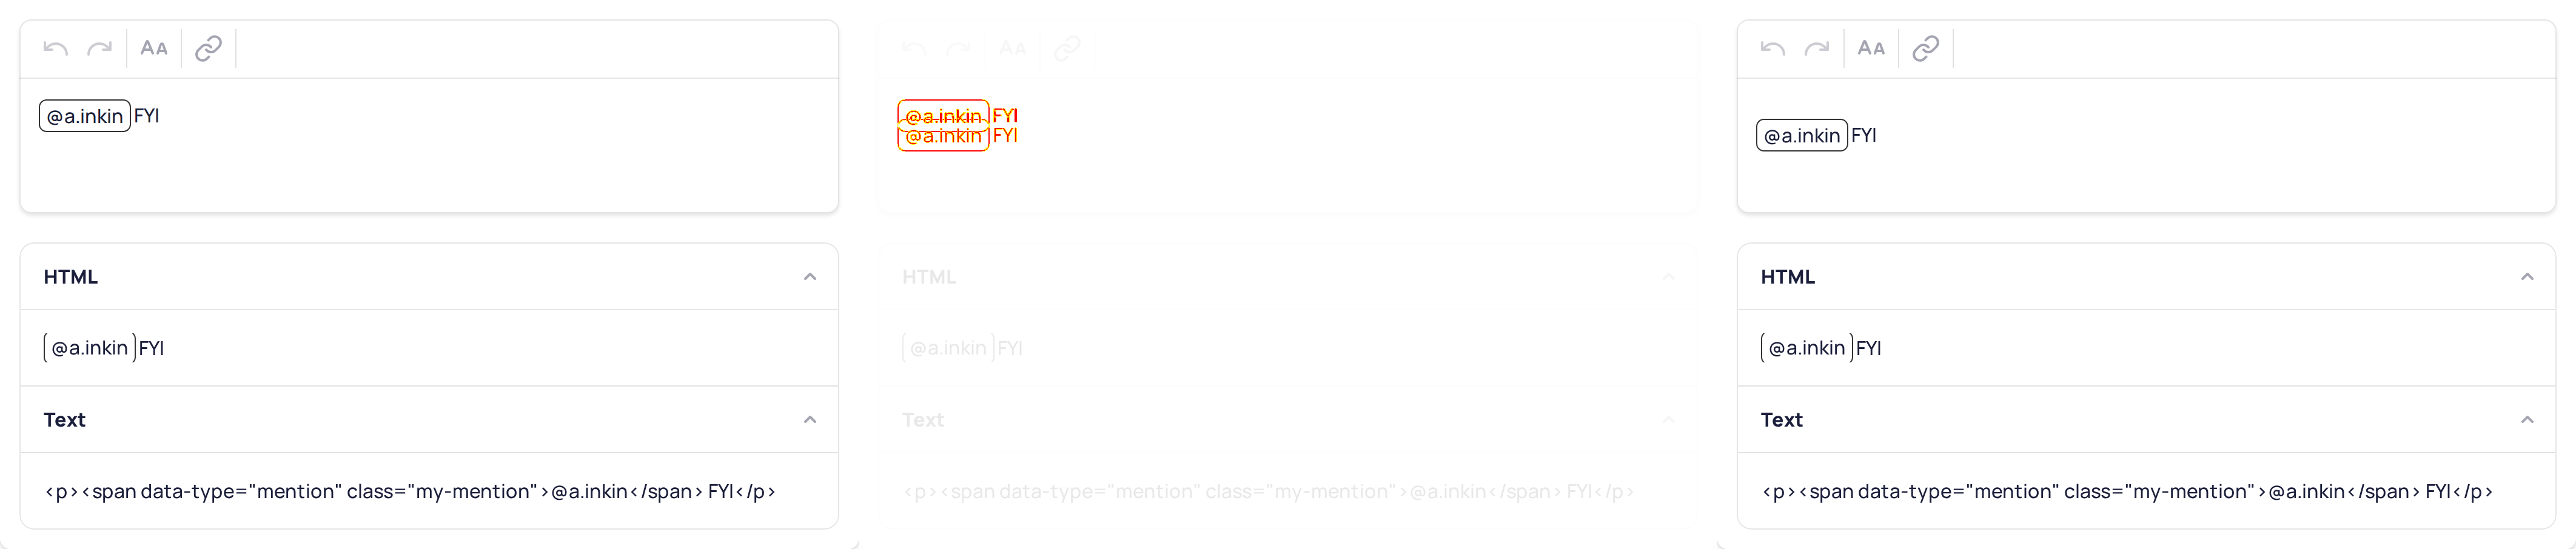 AA
@a.inkin FYI
HTML
@a.inkin FYI
Text
<p><span data-type="mention" class="my-mention">@a.inkin</span> FYI</p>
AA
@a.inkin FYI
@a.inkin FYI
HTML
@a.inkin FYI
Text
<p><span data-type="mention" class="my-mention">@a.inkin</span> FYI</p>
AA
@a.inkin FYI
HTML
@a.inkin FYI
Text
<p><span data-type="mention" class="my-mention">@a.inkin</span> FYI</p>